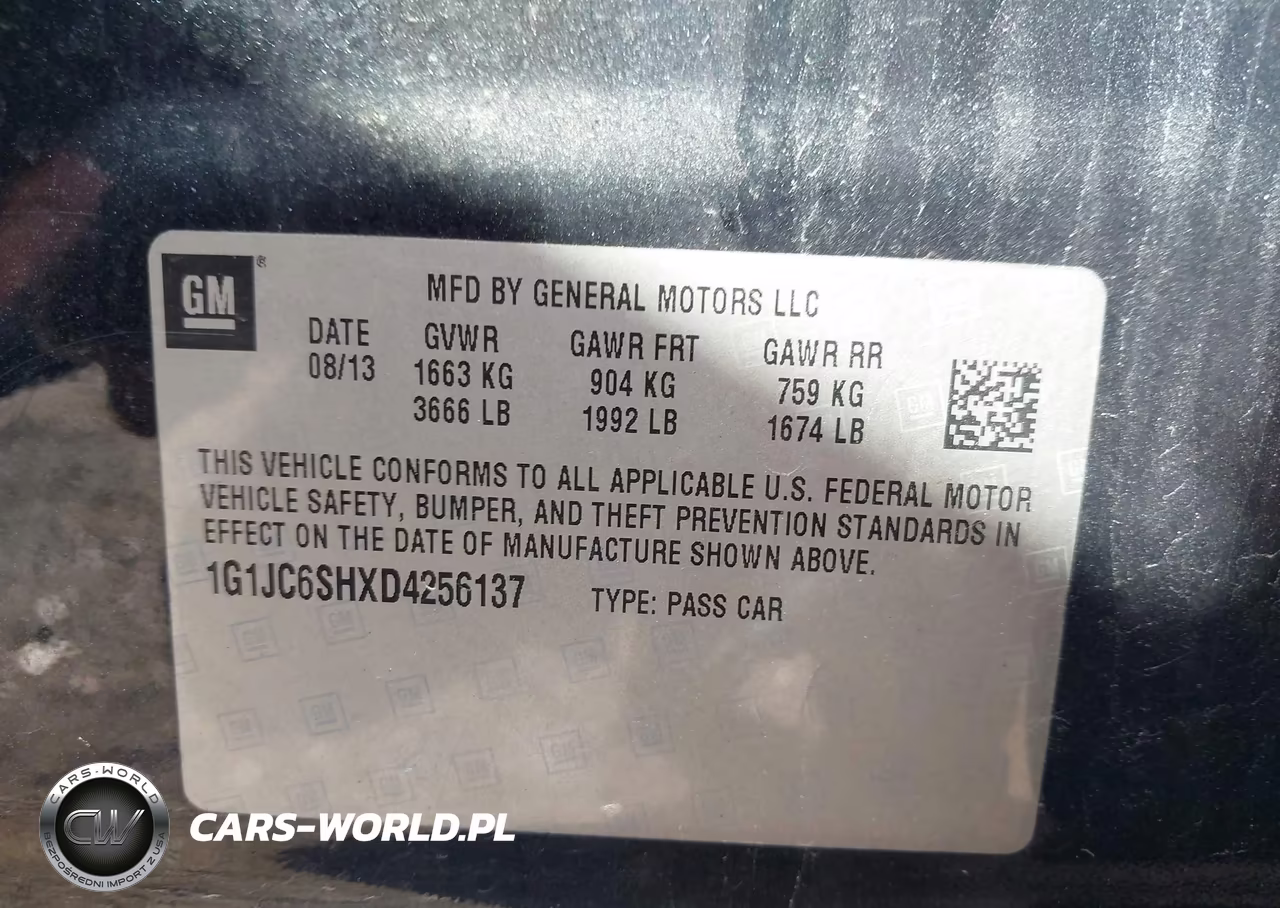 GM
MFD BY GENERAL MOTORS LLC
DATE GVWR GAWR FRT GAWR RR
08/13 1663 KG 904 KG 759 KG
3666 LB 1992 LB 1674 LB
THIS VEHICLE CONFORMS TO ALL APPLICABLE U.S. FEDERAL MOTOR
VEHICLE SAFETY, BUMPER, AND THEFT PREVENTION STANDARDS IN
EFFECT ON THE DATE OF MANUFACTURE SHOWN ABOVE.
1G1JC6SHXD4256137 TYPE: PASS CAR
CARS-WORLD
CW
BEZPOŚREDNI IMPORT Z USA
CARS-WORLD.PL